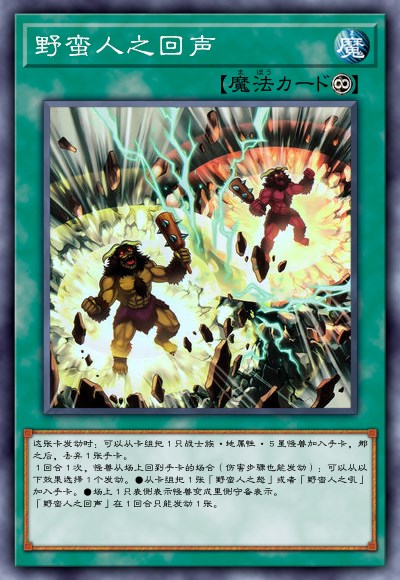 野蛮人之回声
魔
【魔法カード】
ま ほう
这张卡发动时:可以从卡组把1只战士族·地属性·5星怪兽加入手卡,那
之后,丢弃1张手卡。
1回合1次,怪兽从场上回到手卡的场合(伤害步骤也能发动):可以从以
下效果选择1个发动。●从卡组把1张「野蛮人之怒」或者「野蛮人之吼」
加入手卡。●场上1只表侧表示怪兽变成里侧守备表示。
「野蛮人之回声」在1回合只能发动1张。